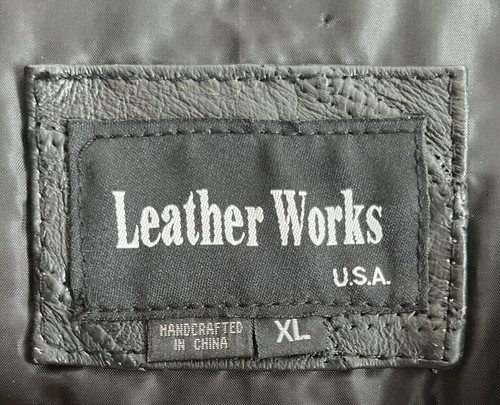 Leather Works
U.S.A.
HANDCRAFTED
IN CHINA
XL